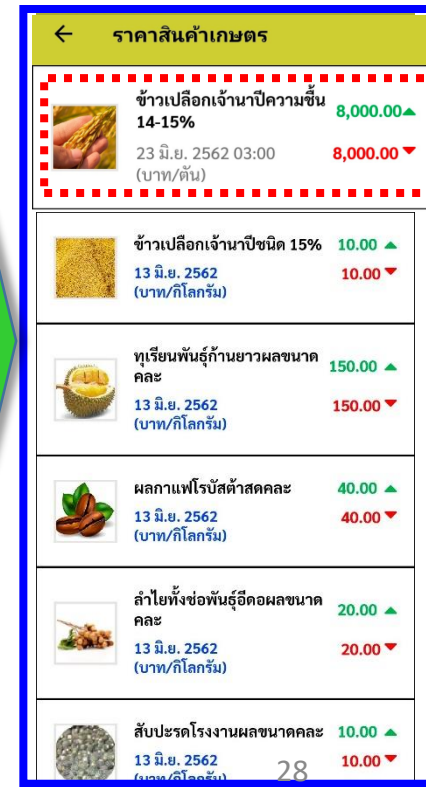 ← ราคาสินค้าเกษตร
ข้าวเปลือกเจ้านาปีความชื้น
14-15%
8,000.00▲
23 มิ.ย. 2562 03:00
(บาท/ตัน)
8,000.00▼
ข้าวเปลือกเจ้านาปีชนิด 15%
10.00 ▲
13 มิ.ย. 2562
(บาท/กิโลกรัม)
10.00▼
ทุเรียนพันธุ์ก้านยาวผลขนาด
คละ
150.00 ▲
13 มิ.ย. 2562
(บาท/กิโลกรัม)
150.00▼
ผลกาแฟโรบัสต้าสดคละ
40.00 ▲
13 มิ.ย. 2562
(บาท/กิโลกรัม)
40.00▼
ลำไยทั้งช่อพันธุ์อีดอผลขนาด
คละ
20.00 ▲
13 มิ.ย. 2562
(บาท/กิโลกรัม)
20.00▼
สับปะรดโรงงานผลขนาดคละ
10.00 ▲
13 มิ.ย. 2562
(บาท/กิโลกรัม)
10.00▼
28